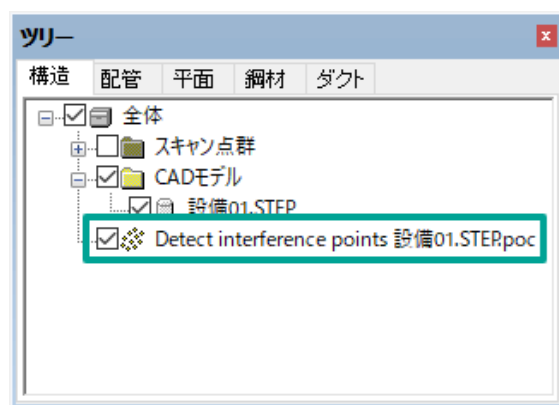 ツリー
構造 配管 平面 鋼材 ダクト
全体
スキャン点群
CADモデル
設備01.STEP
Detect interference points 設備01.STEP.poc